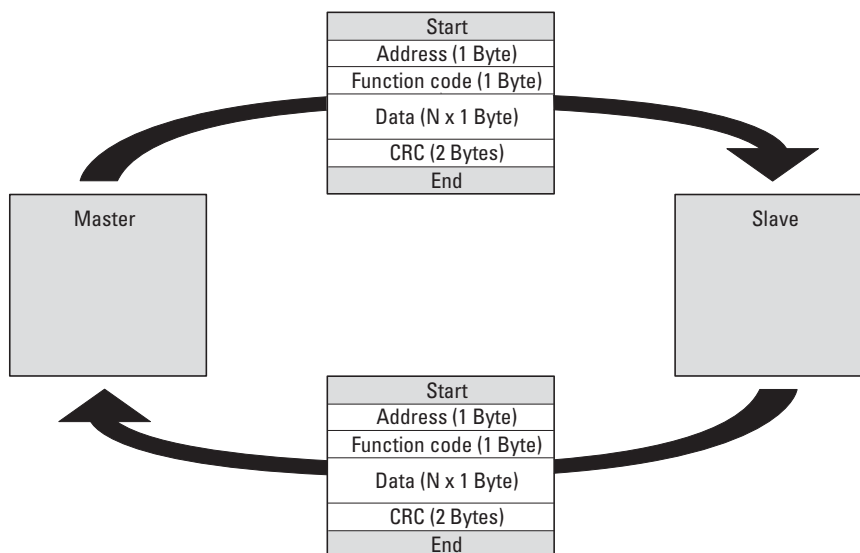 Start
Address (1 Byte)
Function code (1 Byte)
Data (N x 1 Byte)
CRC (2 Bytes)
End
Master
Slave
Start
Address (1 Byte)
Function code (1 Byte)
Data (N x 1 Byte)
CRC (2 Bytes)
End